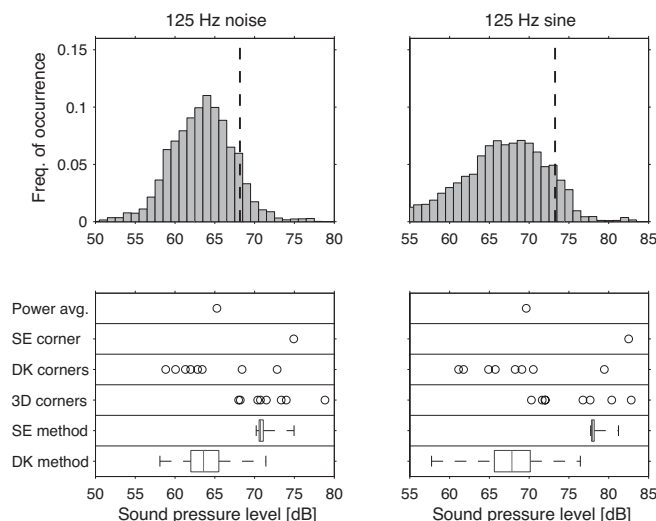 125 Hz noise
125 Hz sine
Freq. of occurrence
0.15
0.1
0.05
0
50 55 60 65 70 75 80
55 60 65 70 75 80 85
Power avg.
SE corner
DK corners
3D corners
SE method
DK method
50 55 60 65 70 75 80
55 60 65 70 75 80 85
Sound pressure level [dB]
Sound pressure level [dB]